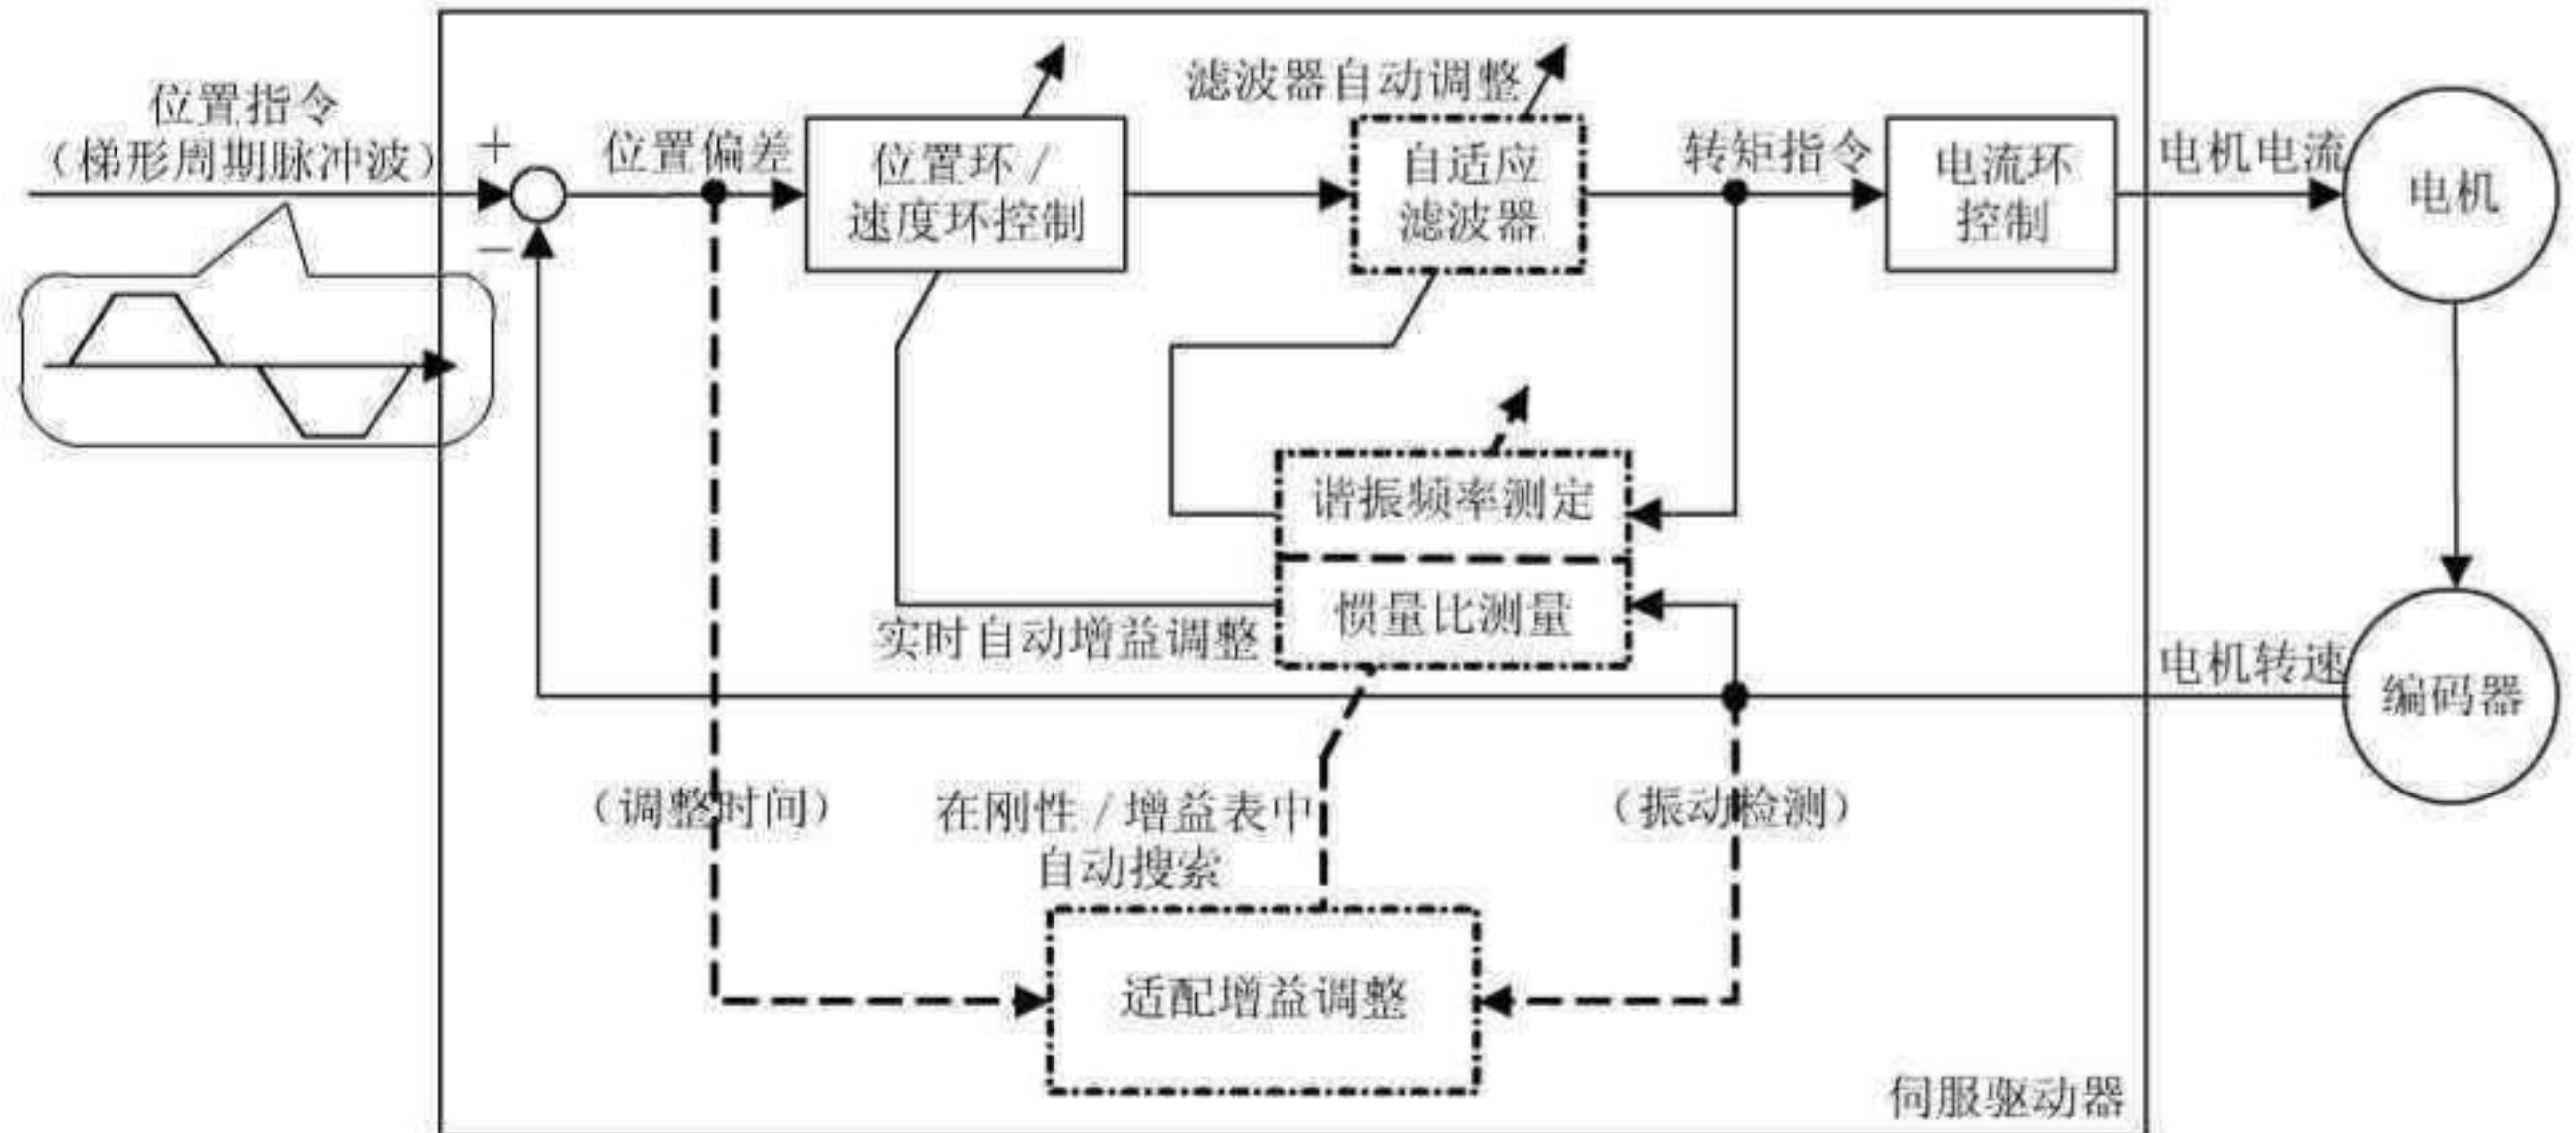 位置指令
（梯形周期脉冲波）
+
−
位置偏差
位置环/
速度环控制
滤波器自动调整
自适应
滤波器
转矩指令
电流环
控制
电机电流
电机
谐振频率测定
惯量比测量
实时自动增益调整
电机转速
编码器
（调整时间）
在刚性/增益表中
自动搜索
（振动检测）
适配增益调整
伺服驱动器